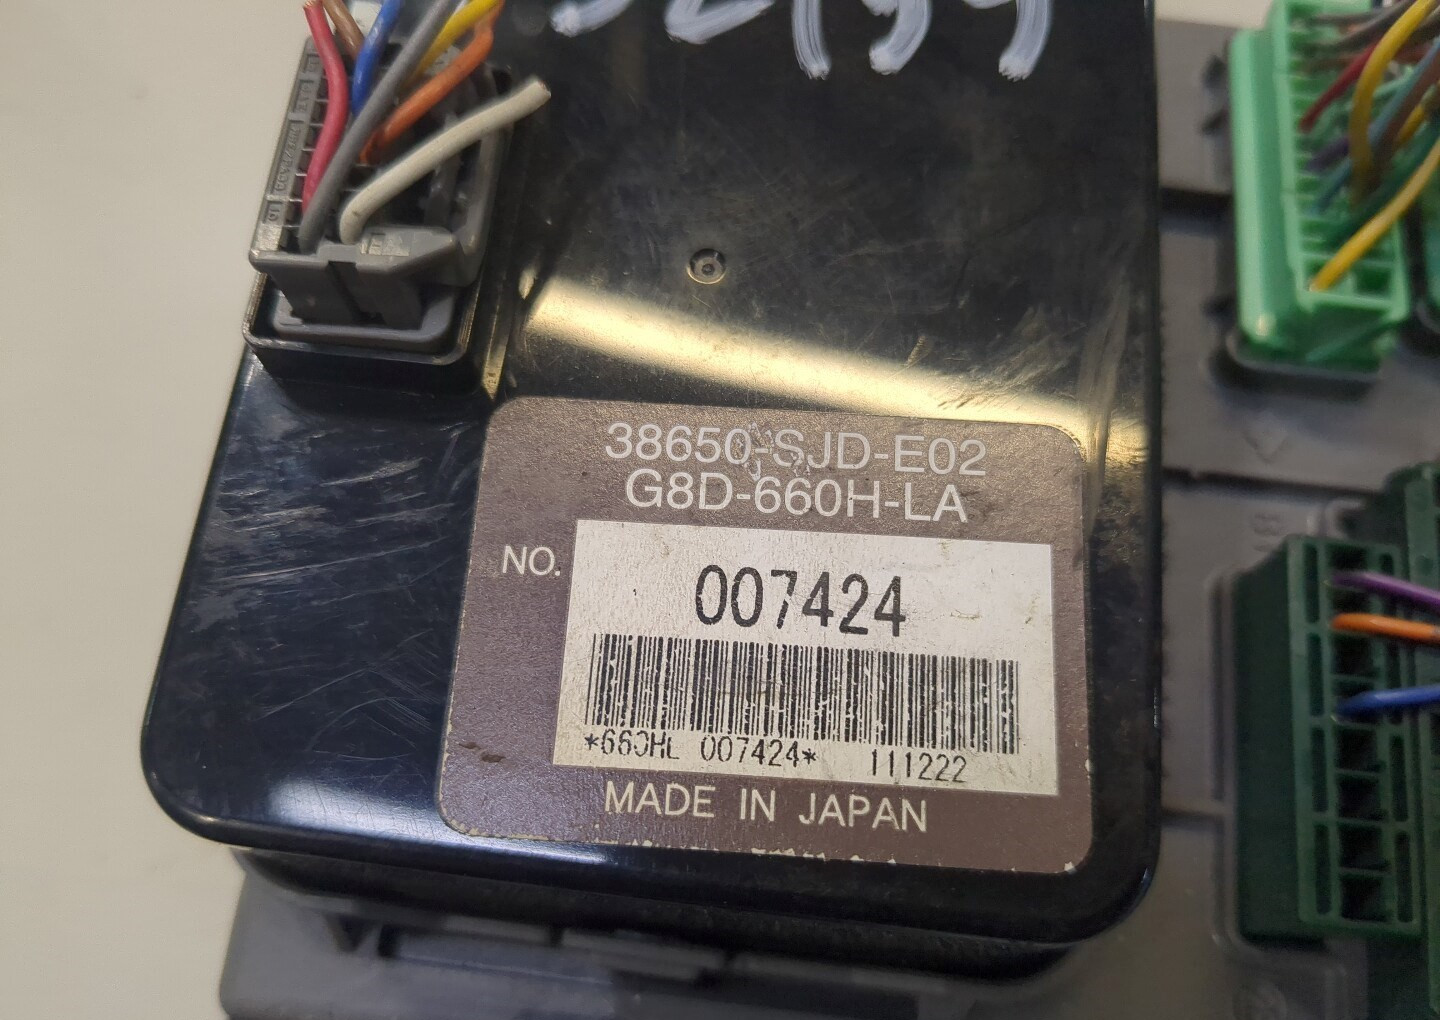 38650-SJD-E02
G8D-660H-LA
NO.
007424
*660HL 007424* 111222
MADE IN JAPAN